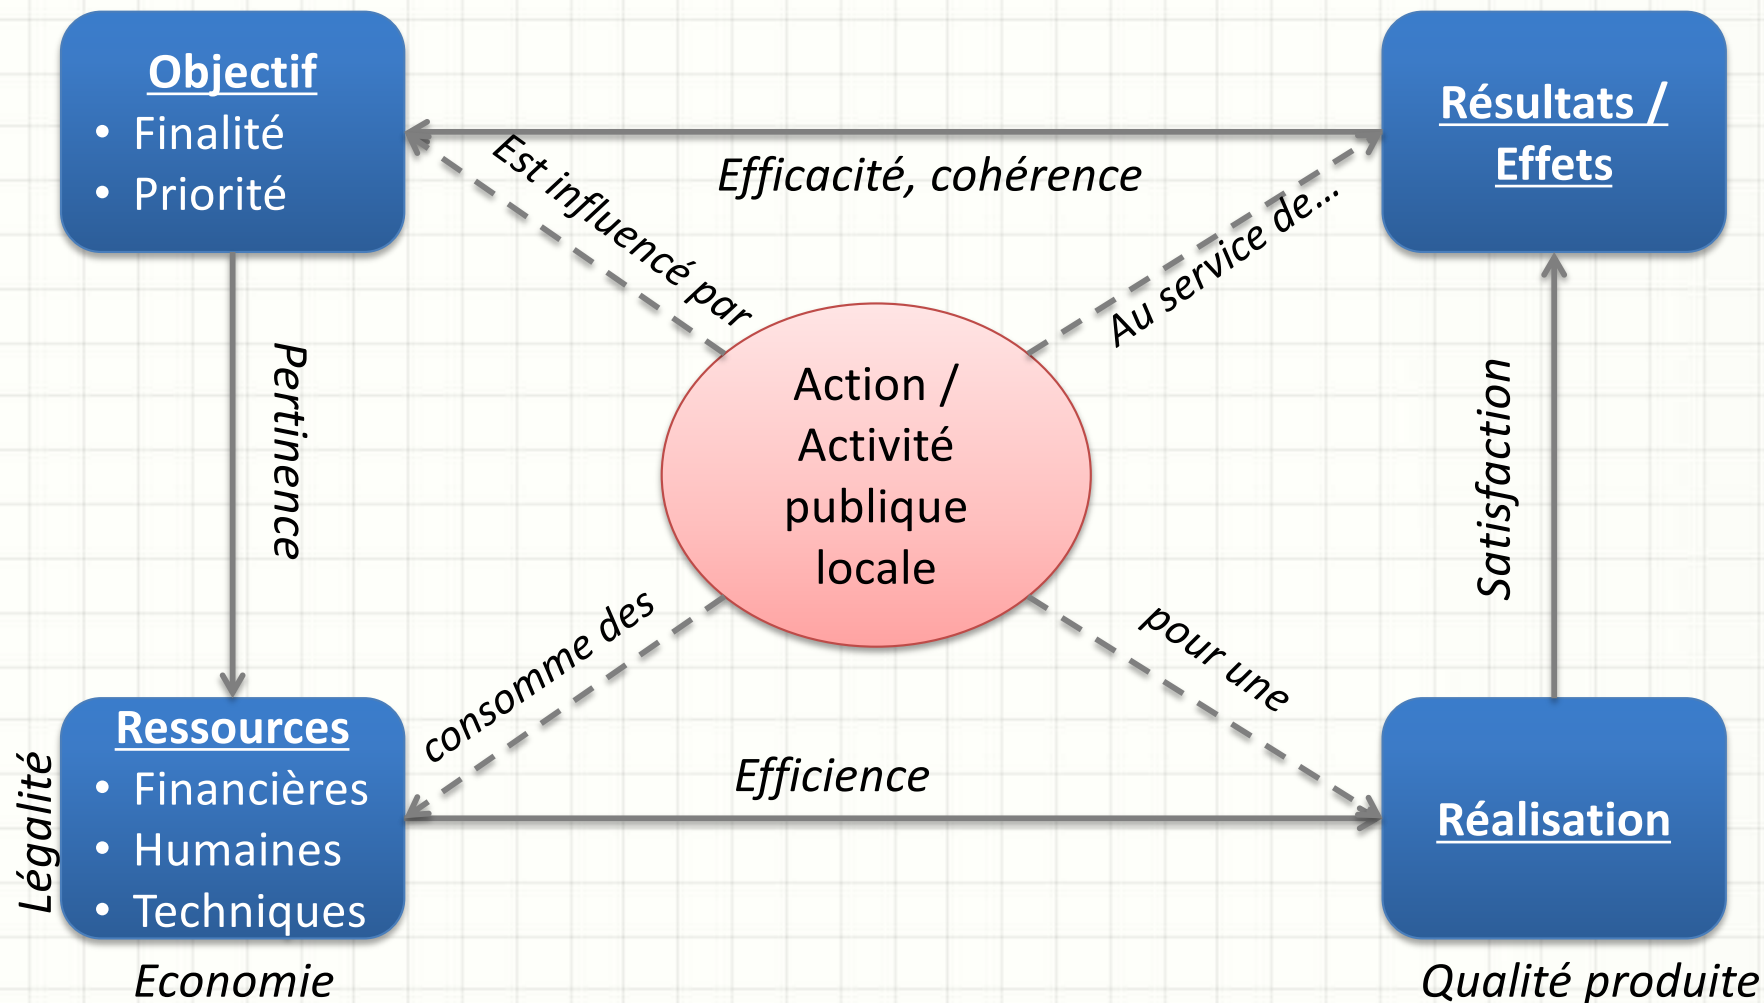 Objectif
• Finalité
• Priorité
Résultats /
Effets
Efficacité, cohérence
Est influencé par
Au service de...
Pertinence
Action /
Activité
publique
locale
Satisfaction
consomme des
pour une
Efficience
Légalité
Ressources
• Financières
• Humaines
• Techniques
Réalisation
Economie
Qualité produite